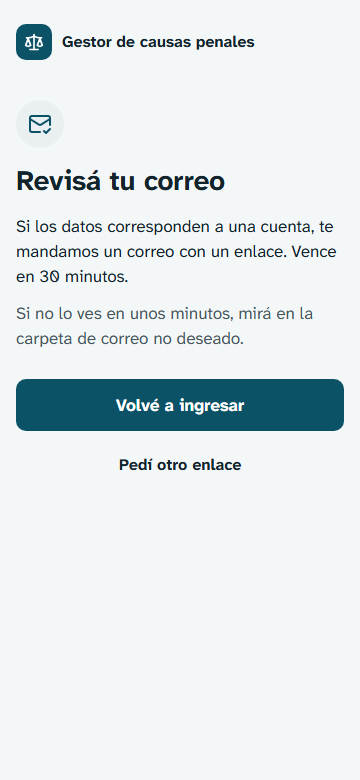 Gestor de causas penales
Revisá tu correo
Si los datos corresponden a una cuenta, te
mandamos un correo con un enlace. Vence
en 30 minutos.
Si no lo ves en unos minutos, mirá en la
carpeta de correo no deseado.
Volvé a ingresar
Pedí otro enlace